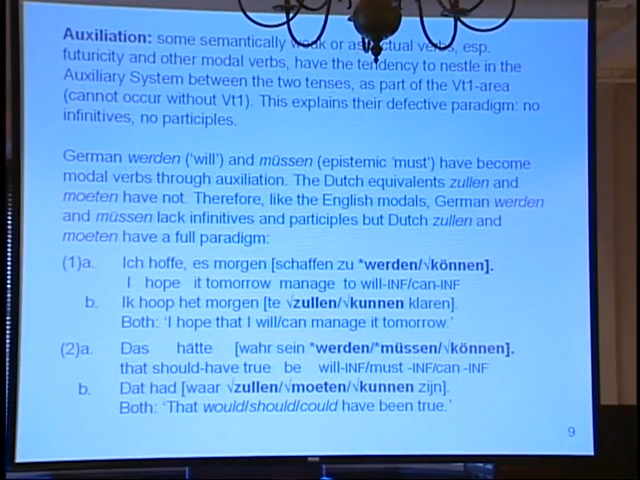 Auxiliation: some semantically weak or aspectual verbs, esp.
futuricity and other modal verbs, have the tendency to nestle in the
Auxiliary System between the two tenses, as part of the Vt1-area
(cannot occur without Vt1). This explains their defective paradigm: no
infinitives, no participles.
German werden ('will') and müssen (epistemic 'must') have become
modal verbs through auxiliation. The Dutch equivalents zullen and
moeten have not. Therefore, like the English modals, German werden
and müssen lack infinitives and participles but Dutch zullen and
moeten have a full paradigm:
(1)a. Ich hoffe, es morgen [schaffen zu *werden/√können].
I hope it tomorrow manage to will-INF/can-INF
b. Ik hoop het morgen [te √zullen/√kunnen klaren].
Both: 'I hope that I will/can manage it tomorrow.'
(2)a. Das hätte [wahr sein *werden/*müssen/√können].
that should-have true be will-INF/must -INF/can -INF
b. Dat had [waar √zullen/√moeten/√kunnen zijn].
Both: 'That would/should/could have been true.'
9